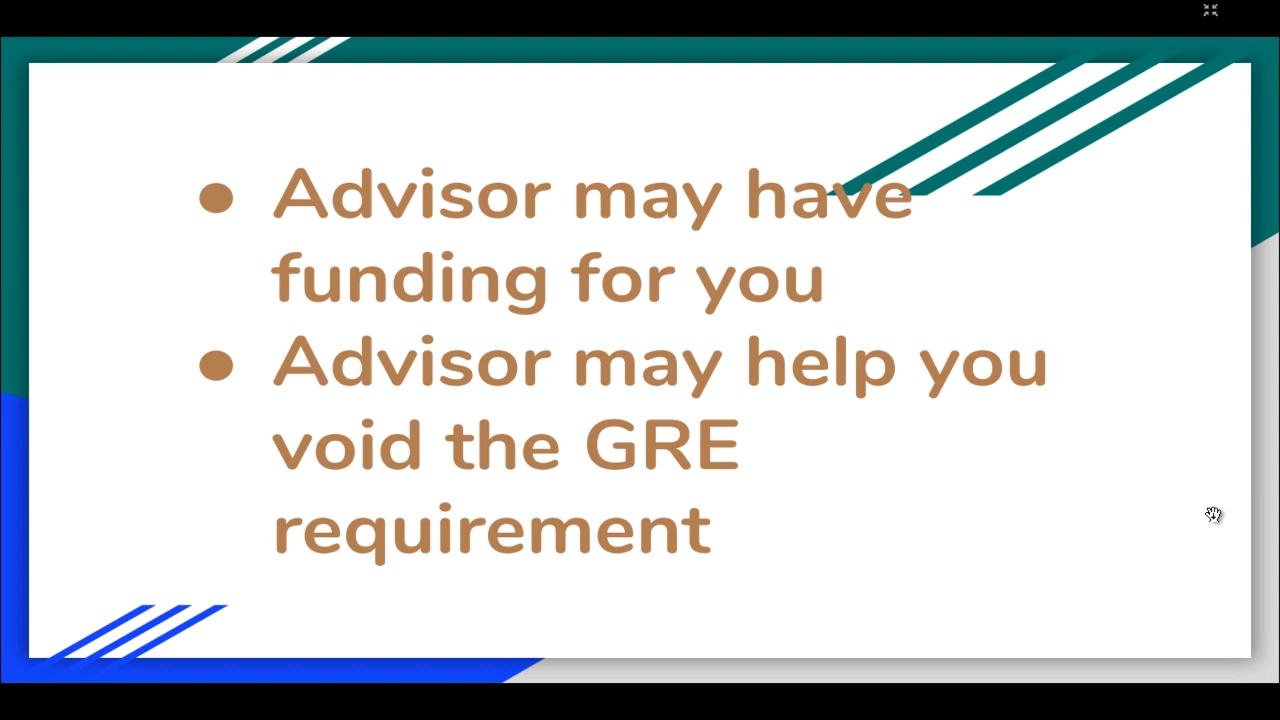 ● Advisor may have
funding for you
● Advisor may help you
void the GRE
requirement